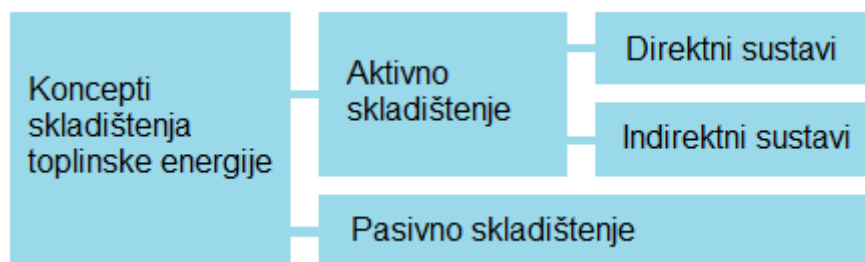 Koncepti
skladištenja
toplinske energije
Aktivno
skladištenje
Direktni sustavi
Indirektni sustavi
Pasivno skladištenje